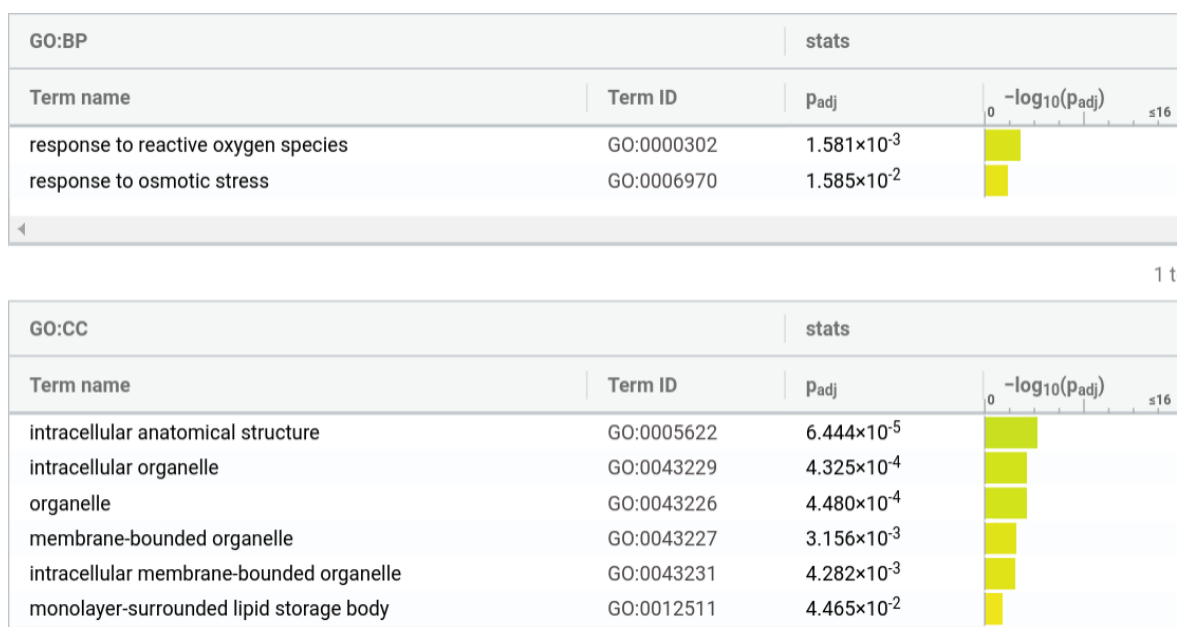 GO:BP stats
Term name Term ID padj −log10(padj)
0 ≤16
response to reactive oxygen species GO:0000302 1.581×10-3
response to osmotic stress GO:0006970 1.585×10-2
1 t
GO:CC stats
Term name Term ID padj −log10(padj)
0 ≤16
intracellular anatomical structure GO:0005622 6.444×10-5
intracellular organelle GO:0043229 4.325×10-4
organelle GO:0043226 4.480×10-4
membrane-bounded organelle GO:0043227 3.156×10-3
intracellular membrane-bounded organelle GO:0043231 4.282×10-3
monolayer-surrounded lipid storage body GO:0012511 4.465×10-2